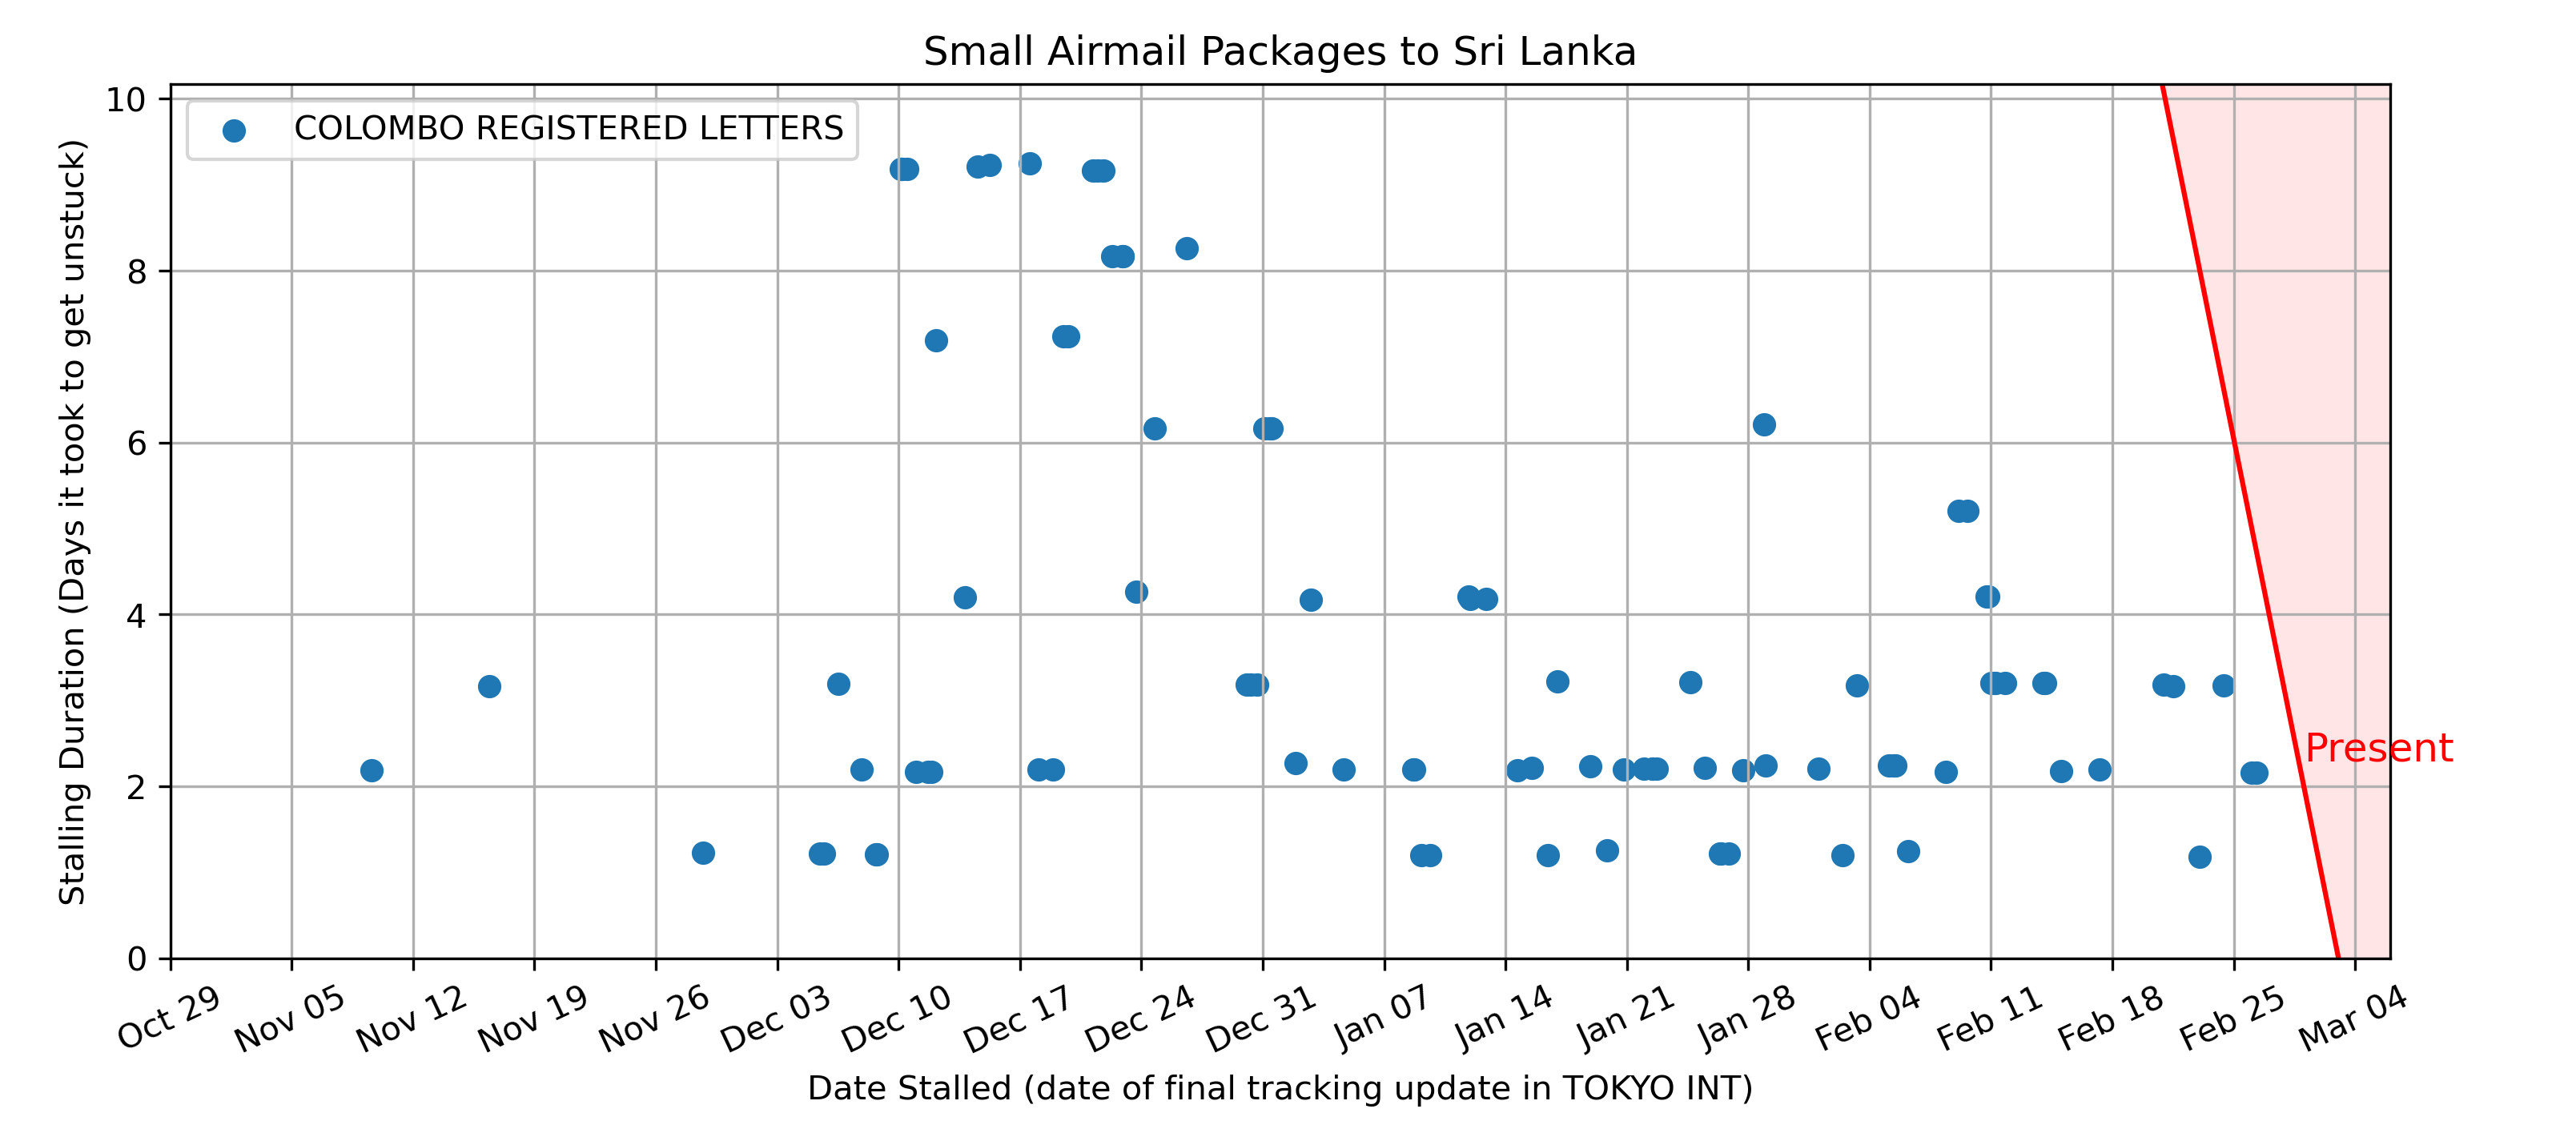 Small Airmail Packages to Sri Lanka
COLOMBO REGISTERED LETTERS
Stalling Duration (Days it took to get unstuck)
10
8
6
4
2
0
Present
Oct 29 Nov 05 Nov 12 Nov 19 Nov 26 Dec 03 Dec 10 Dec 17 Dec 24 Dec 31 Jan 07 Jan 14 Jan 21 Jan 28 Feb 04 Feb 11 Feb 18 Feb 25 Mar 04
Date Stalled (date of final tracking update in TOKYO INT)